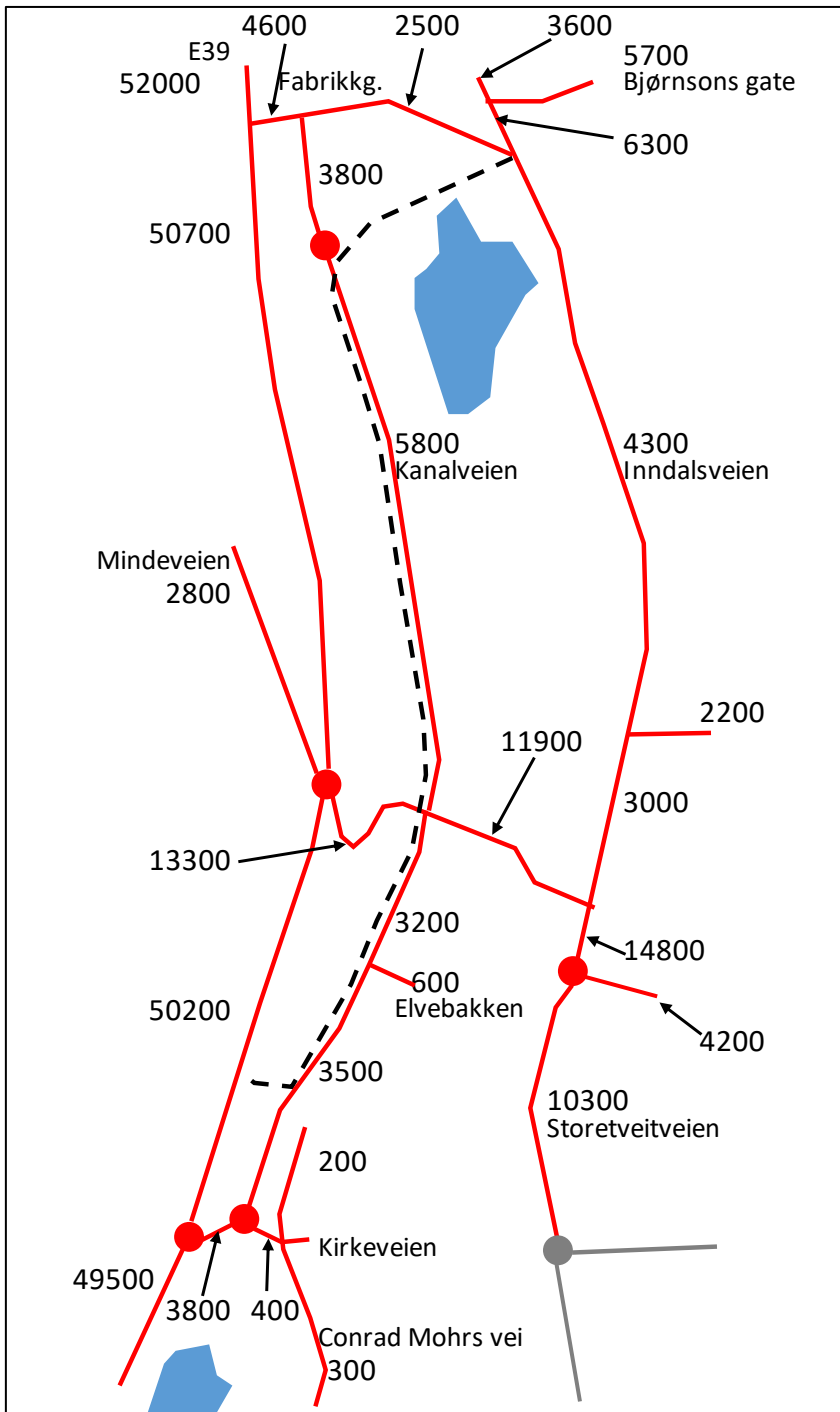 4600
2500
3600
E39
52000
Fabrikkg.
5700
Bjørnsons gate
6300
3800
50700
5800
Kanalveien
4300
Inndalsveien
Mindeveien
2800
2200
11900
3000
13300
3200
14800
600
Elvebakken
50200
4200
3500
10300
Storetveitveien
200
Kirkeveien
49500
3800
400
Conrad Mohrs vei
300